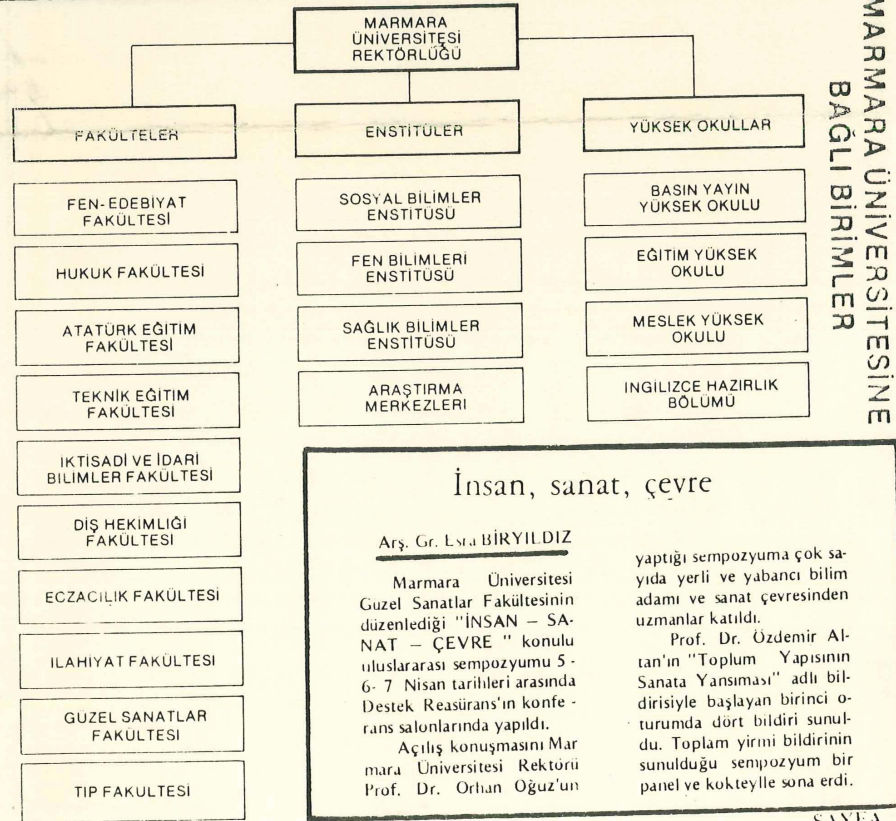 MARMARA ÜNİVERSİTESİNE
BAĞLI BİRİMLER
MARMARA
ÜNİVERSİTESİ
REKTÖRLÜĞÜ
FAKÜLTELER
FEN-EDEBİYAT
FAKÜLTESİ
HUKUK FAKÜLTESİ
ATATÜRK EĞİTİM
FAKÜLTESİ
TEKNİK EĞİTİM
FAKÜLTESİ
IKTİSADİ VE İDARİ
BİLİMLER FAKÜLTESİ
DİŞ HEKİMLİĞİ
FAKÜLTESİ
ECZACILIK FAKÜLTESİ
ILAHİYAT FAKÜLTESİ
GÜZEL SANATLAR
FAKÜLTESİ
TIP FAKULTESİ
ENSTİTÜLER
SOSYAL BİLİMLER
ENSTİTÜSÜ
FEN BİLİMLERİ
ENSTİTÜSÜ
SAĞLIK BİLİMLER
ENSTİTÜSÜ
ARAŞTIRMA
MERKEZLERİ
YÜKSEK OKULLAR
BASIN YAYIN
YÜKSEK OKULU
EĞİTİM YÜKSEK
OKULU
MESLEK YÜKSEK
OKULU
INGİLİZCE HAZIRLIK
BÖLÜMÜ
İnsan, sanat, çevre
Arş. Gr. Esra BİRYILDIZ
Marmara Üniversitesi
Guzel Sanatlar Fakültesinin
düzenlediği "İNSAN – SA-
NAT – ÇEVRE " konulu
uluslararası sempozyumu 5 -
6- 7 Nisan tarihleri arasında
Destek Reasürans'ın konfe -
rans salonlarında yapıldı.
Açılış konuşmasını Mar
mara Üniversitesi Rektörü
Prof. Dr. Orhan Oğuz'un
yaptığı sempozyuma çok sa-
yıda yerli ve yabancı bilim
adamı ve sanat çevresinden
uzmanlar katıldı.
Prof. Dr. Özdemir Al-
tan'ın "Toplum Yapısının
Sanata Yansıması" adlı bil-
dirisiyle başlayan birinci o-
turumda dört bildiri sunul-
du. Toplam yirmi bildirinin
sunulduğu sempozyum bir
panel ve kokteylle sona erdi.
SAYFA